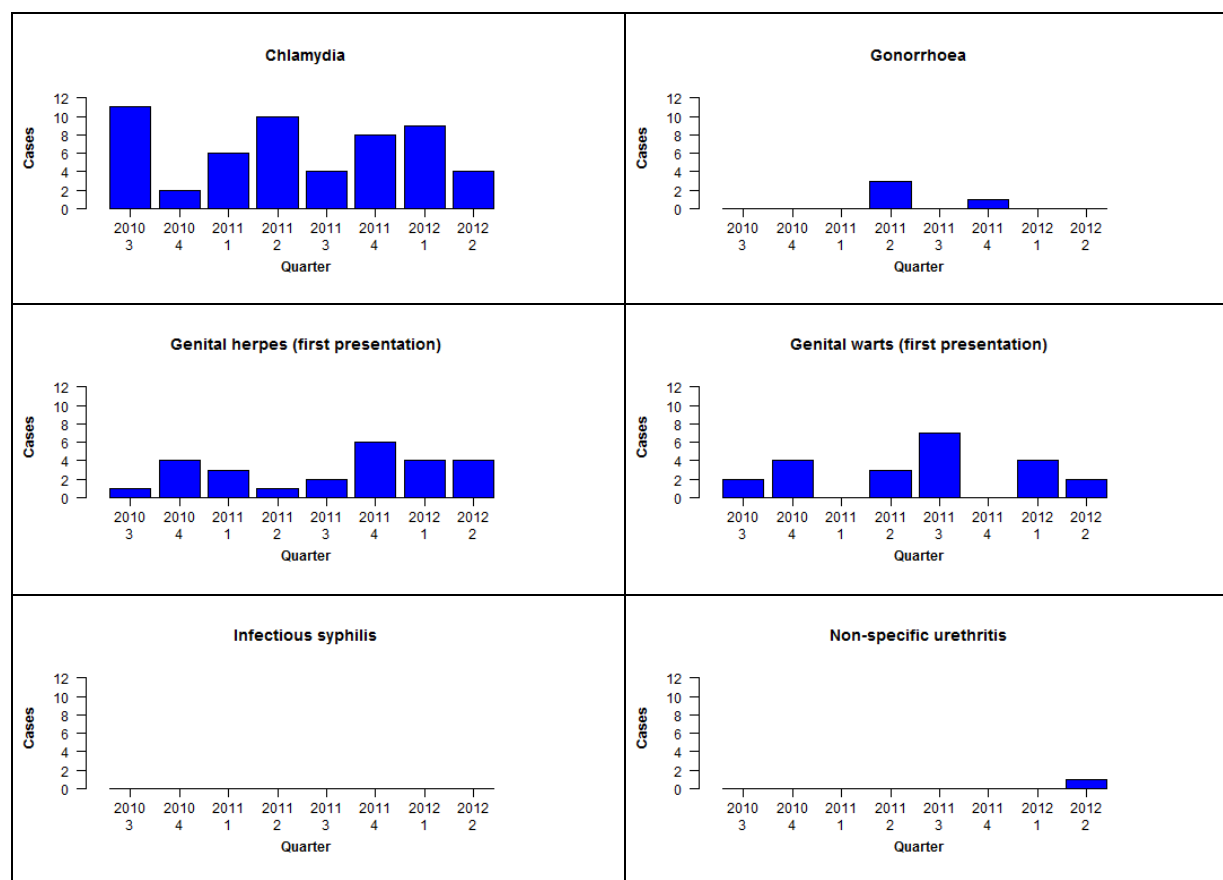 Chlamydia
Cases
12
10
8
6
4
2
0
2010 2010 2011 2011 2011 2011 2012 2012
3 4 1 2 3 4 1 2
Quarter
Gonorrhoea
Cases
12
10
8
6
4
2
0
2010 2010 2011 2011 2011 2011 2012 2012
3 4 1 2 3 4 1 2
Quarter
Genital herpes (first presentation)
Cases
12
10
8
6
4
2
0
2010 2010 2011 2011 2011 2011 2012 2012
3 4 1 2 3 4 1 2
Quarter
Genital warts (first presentation)
Cases
12
10
8
6
4
2
0
2010 2010 2011 2011 2011 2011 2012 2012
3 4 1 2 3 4 1 2
Quarter
Infectious syphilis
Cases
12
10
8
6
4
2
0
2010 2010 2011 2011 2011 2011 2012 2012
3 4 1 2 3 4 1 2
Quarter
Non-specific urethritis
Cases
12
10
8
6
4
2
0
2010 2010 2011 2011 2011 2011 2012 2012
3 4 1 2 3 4 1 2
Quarter